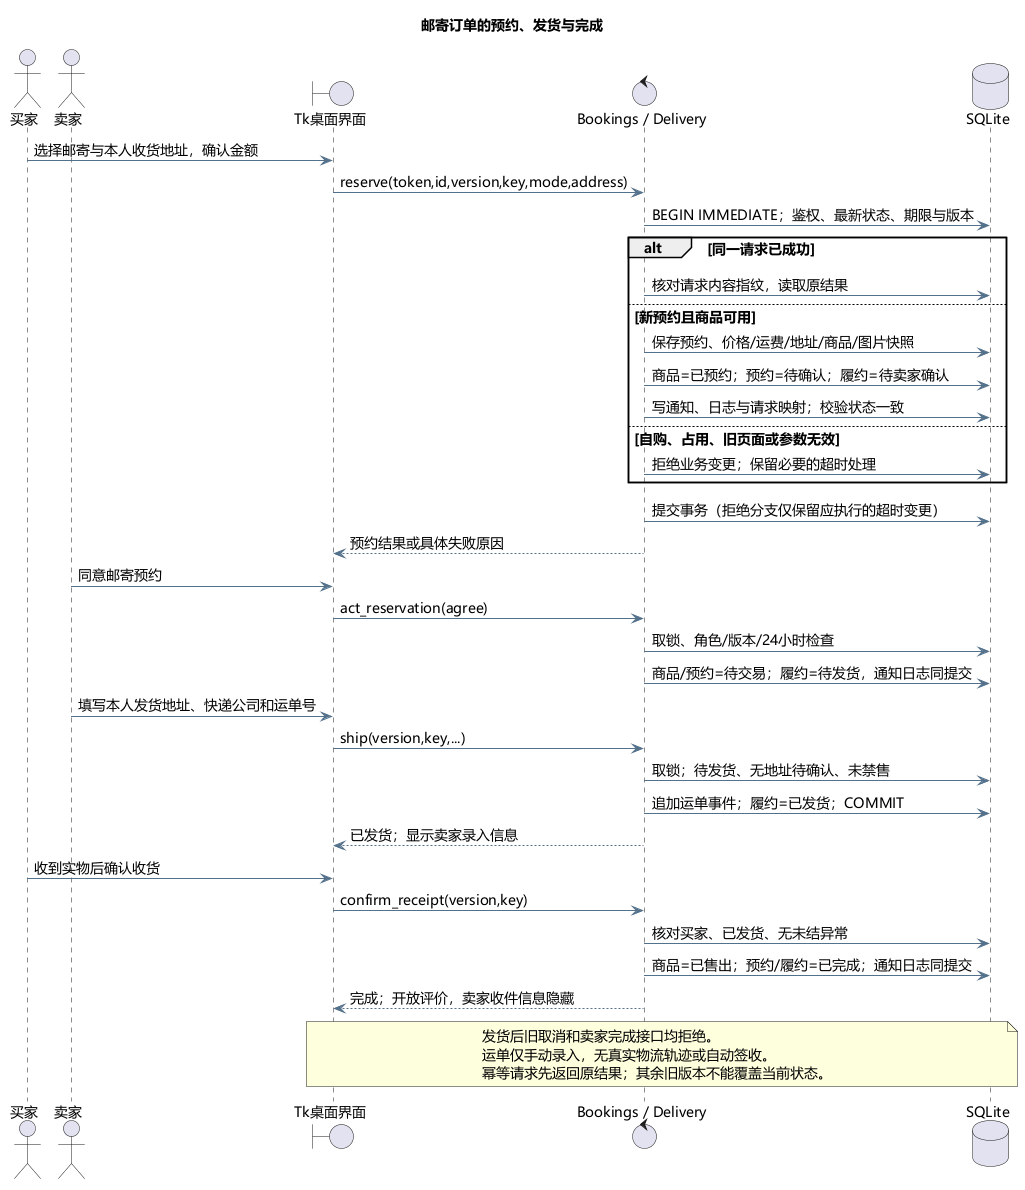 邮寄订单的预约、发货与完成
买家
卖家
Tk桌面界面
Bookings / Delivery
SQLite
选择邮寄与本人收货地址，确认金额
reserve(token,id,version,key,mode,address)
BEGIN IMMEDIATE；鉴权、最新状态、期限与版本
alt
[同一请求已成功]
核对请求内容指纹，读取原结果
[新预约且商品可用]
保存预约、价格/运费/地址/商品/图片快照
商品=已预约；预约=待确认；履约=待卖家确认
写通知、日志与请求映射；校验状态一致
[自购、占用、旧页面或参数无效]
拒绝业务变更；保留必要的超时处理
提交事务（拒绝分支仅保留应执行的超时变更）
预约结果或具体失败原因
同意邮寄预约
act_reservation(agree)
取锁、角色/版本/24小时检查
商品/预约=待交易；履约=待发货，通知日志同提交
填写本人发货地址、快递公司和运单号
ship(version,key,...)
取锁；待发货、无地址待确认、未禁售
追加运单事件；履约=已发货；COMMIT
已发货；显示卖家录入信息
收到实物后确认收货
confirm_receipt(version,key)
核对买家、已发货、无未结异常
商品=已售出；预约/履约=已完成；通知日志同提交
完成；开放评价，卖家收件信息隐藏
发货后旧取消和卖家完成接口均拒绝。
运单仅手动录入，无真实物流轨迹或自动签收。
幂等请求先返回原结果；其余旧版本不能覆盖当前状态。
买家
卖家
Tk桌面界面
Bookings / Delivery
SQLite